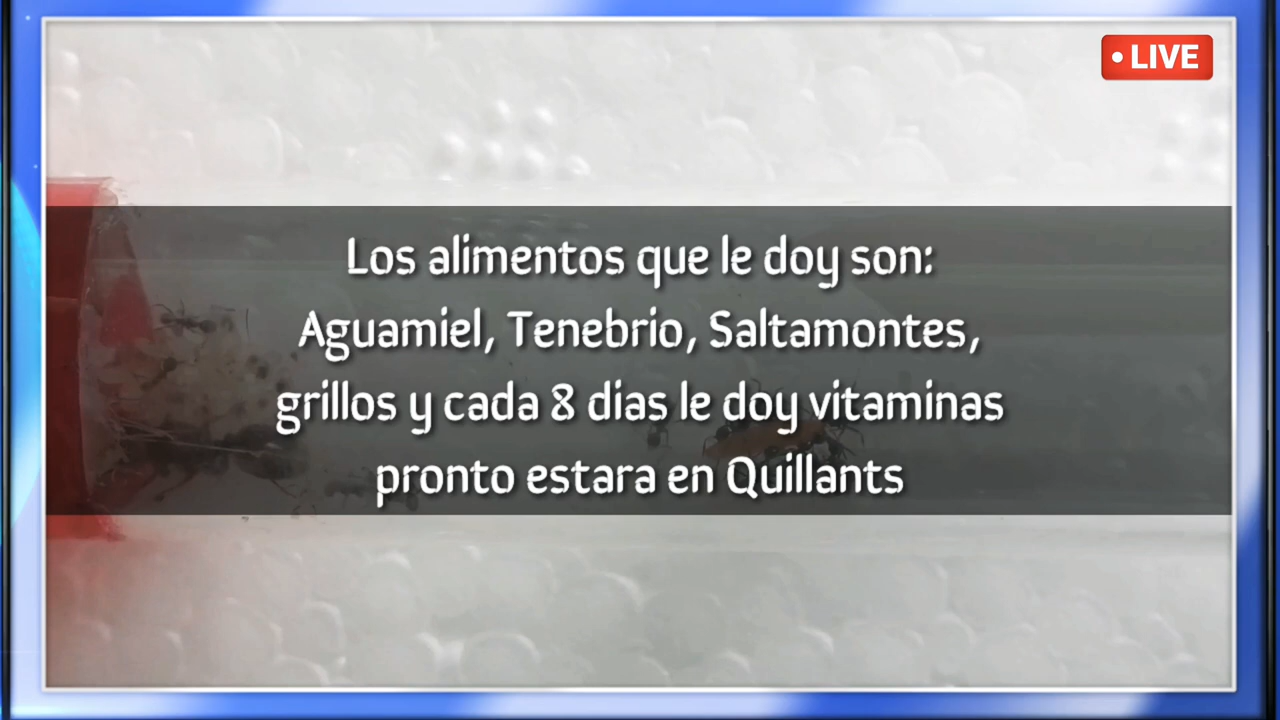 LIVE
Los alimentos que le doy son:
Aguamiel, Tenebrio, Saltamontes,
grillos y cada 8 dias le doy vitaminas
pronto estara en Quillants